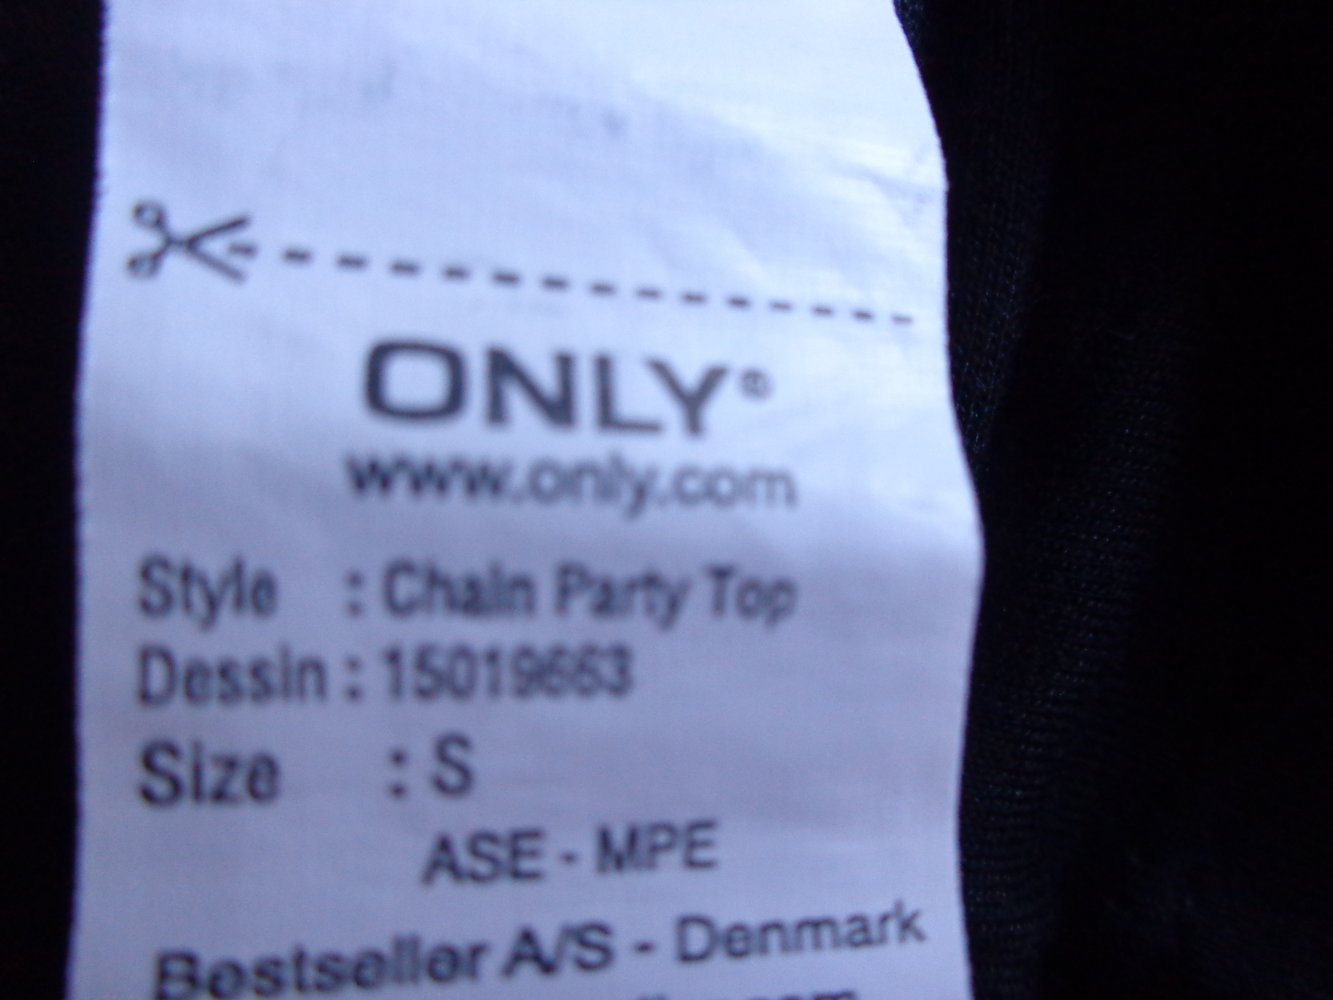 ONLY®
www.only.com
Style : Chain Party Top
Dessin : 15019663
Size : S
ASE - MPE
Bestseller A/S - Denmark